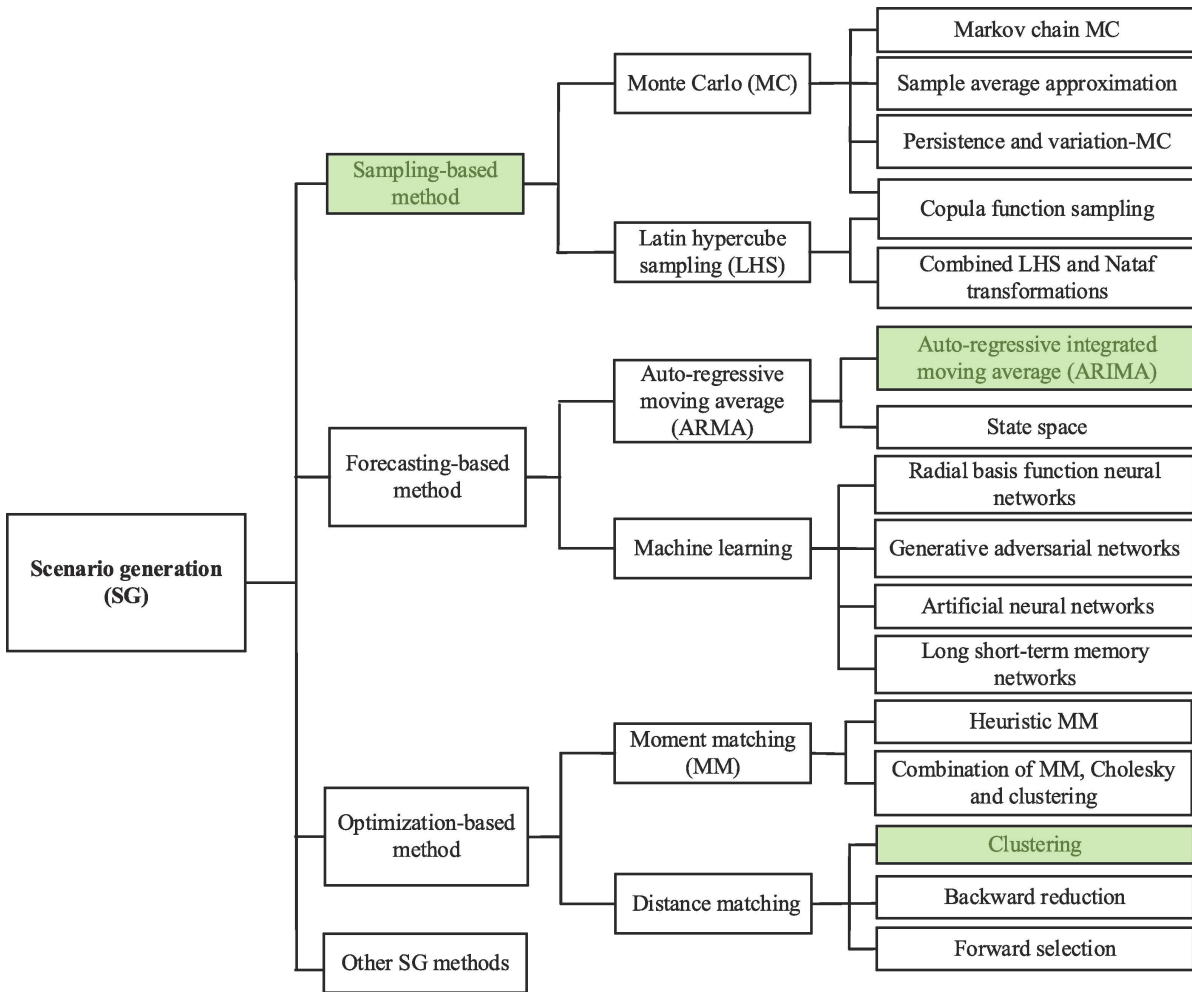 Scenario generation
(SG)
Sampling-based
method
Monte Carlo (MC)
Markov chain MC
Sample average approximation
Persistence and variation-MC
Copula function sampling
Latin hypercube
sampling (LHS)
Combined LHS and Nataf
transformations
Forecasting-based
method
Auto-regressive
moving average
(ARMA)
Auto-regressive integrated
moving average (ARIMA)
State space
Machine learning
Radial basis function neural
networks
Generative adversarial networks
Artificial neural networks
Long short-term memory
networks
Optimization-based
method
Moment matching
(MM)
Heuristic MM
Combination of MM, Cholesky
and clustering
Distance matching
Clustering
Backward reduction
Forward selection
Other SG methods